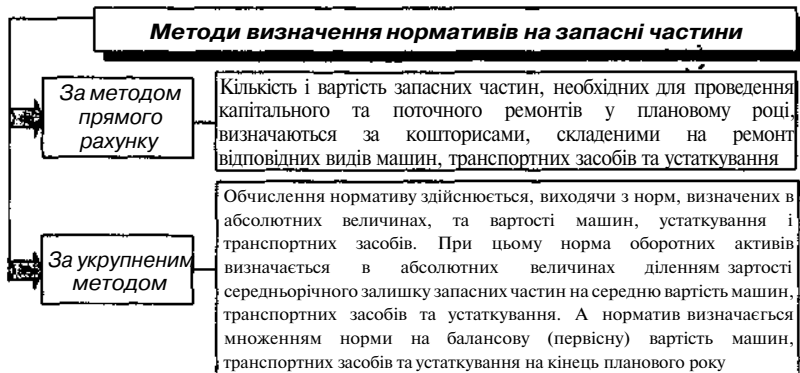 Методи визначення нормативів на запасні частини
За методом
прямого
рахунку
Кількість і вартість запасних частин, необхідних для проведення
капітального та поточного ремонтів у плановому році,
визначаються за кошторисами, складеними на ремонт
відповідних видів машин, транспортних засобів та устаткування
За укрупненим
методом
Обчислення нормативу здійснюється, виходячи з норм, визначених в
абсолютних величинах, та вартості машин, устаткування і
транспортних засобів. При цьому норма оборотних активів
визначається в абсолютних величинах діленням зартості
середньорічного залишку запасних частин на середню вартість машин,
транспортних засобів та устаткування. А норматив визначається
множенням норми на балансову (первісну) вартість машин,
транспортних засобів та устаткування на кінець планового року